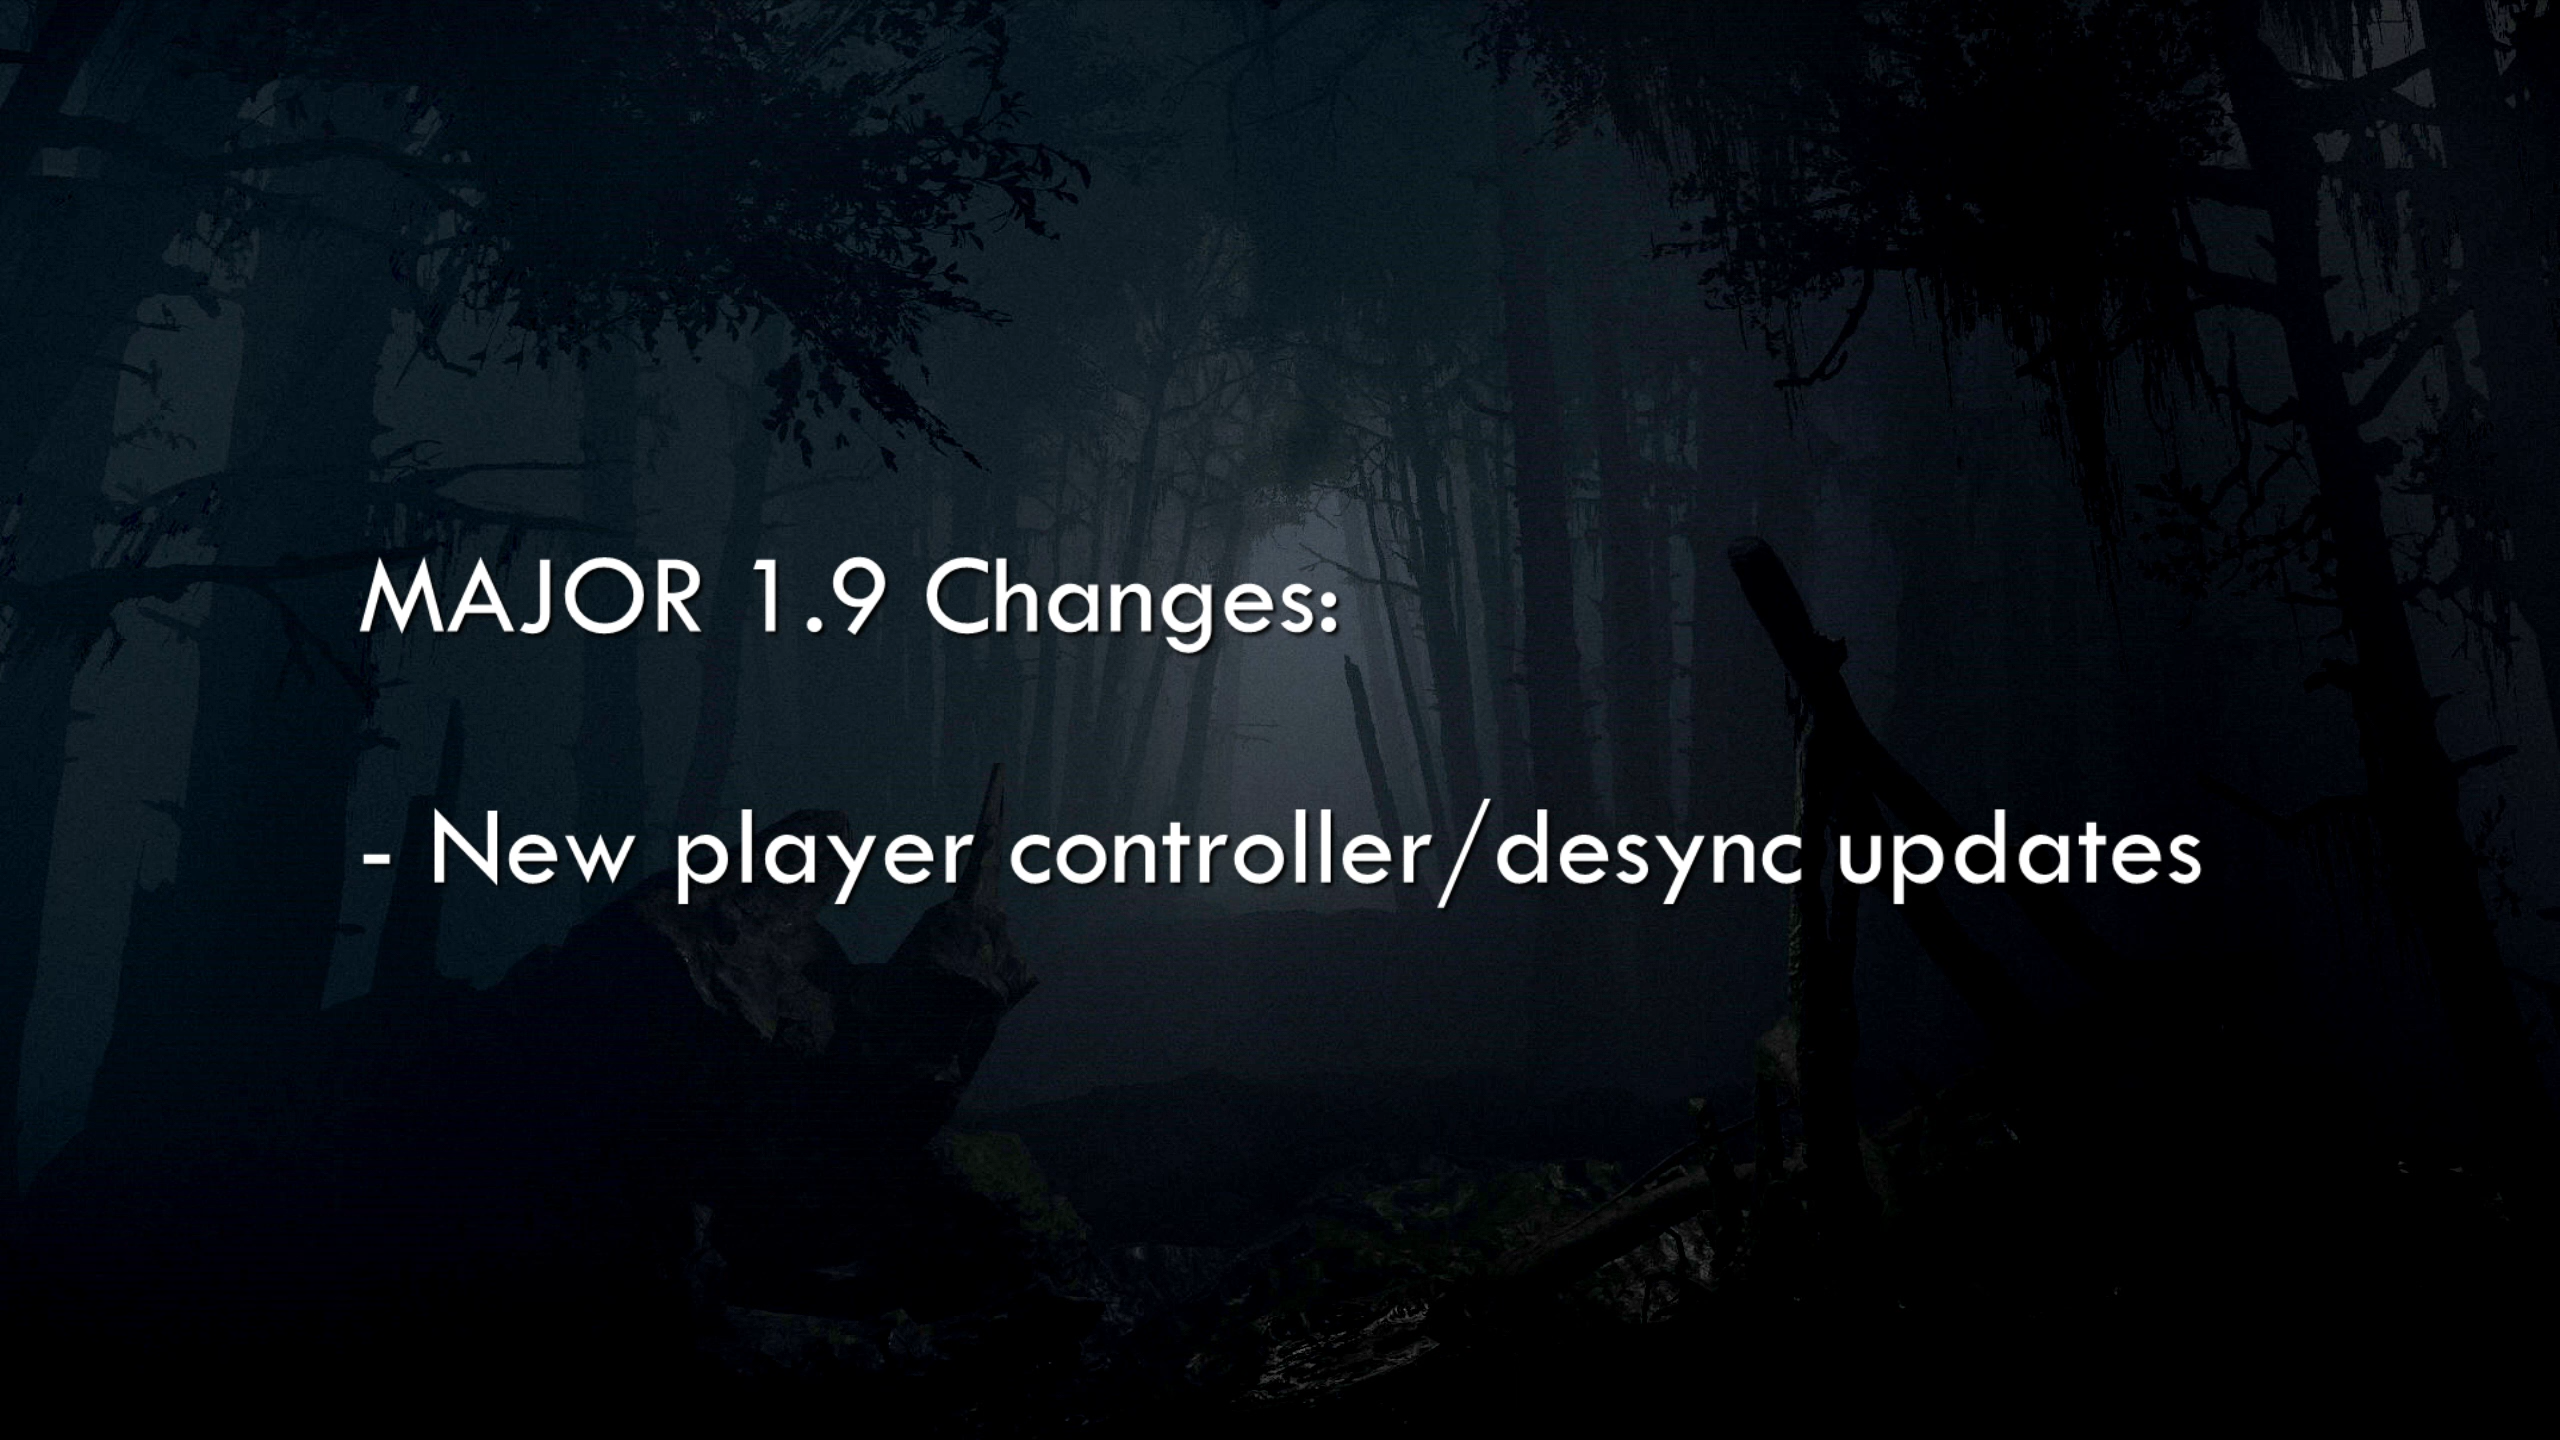 MAJOR 1.9 Changes:
- New player controller/desync updates